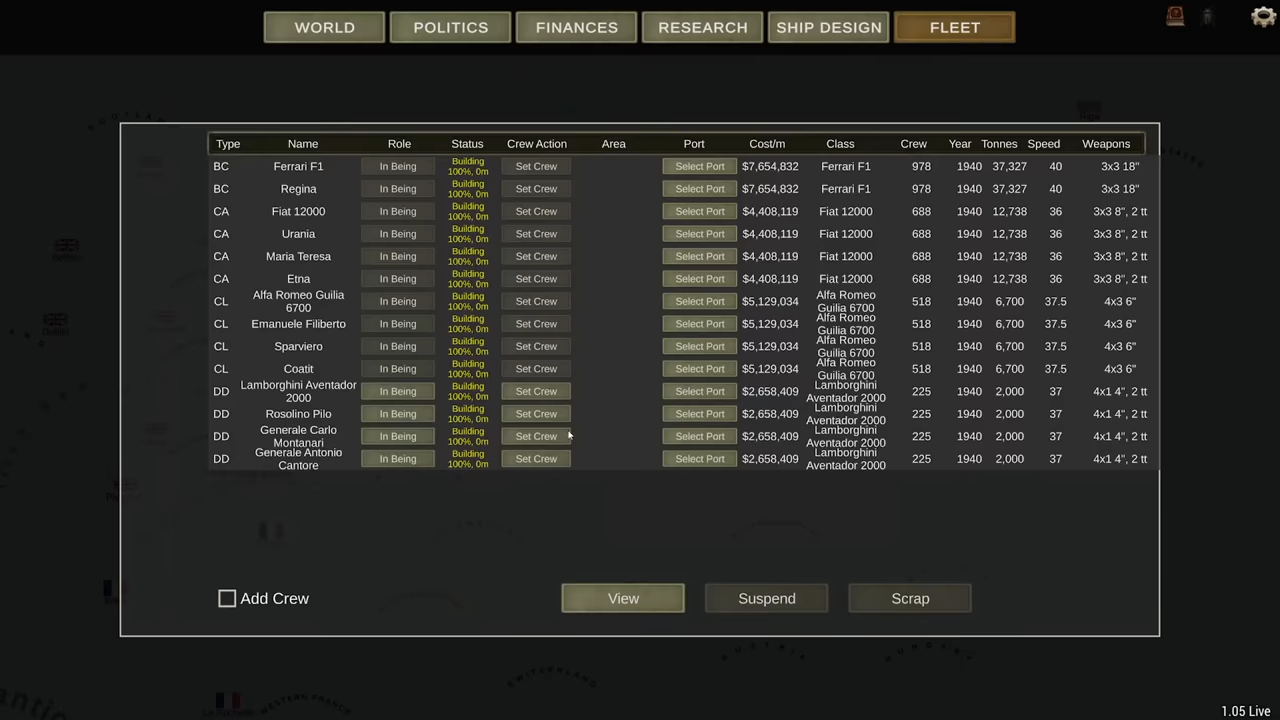 WORLD POLITICS FINANCES RESEARCH SHIP DESIGN FLEET
Type Name Role Status Crew Action Area Port Cost/m Class Crew Year Tonnes Speed Weapons
BC Ferrari F1 In Being Building 100%, 0m Set Crew Select Port $7,654,832 Ferrari F1 978 1940 37,327 40 3x3 18"
BC Regina In Being Building 100%, 0m Set Crew Select Port $7,654,832 Ferrari F1 978 1940 37,327 40 3x3 18"
CA Fiat 12000 In Being Building 100%, 0m Set Crew Select Port $4,408,119 Fiat 12000 688 1940 12,738 36 3x3 8", 2 tt
CA Urania In Being Building 100%, 0m Set Crew Select Port $4,408,119 Fiat 12000 688 1940 12,738 36 3x3 8", 2 tt
CA Maria Teresa In Being Building 100%, 0m Set Crew Select Port $4,408,119 Fiat 12000 688 1940 12,738 36 3x3 8", 2 tt
CA Etna In Being Building 100%, 0m Set Crew Select Port $4,408,119 Fiat 12000 688 1940 12,738 36 3x3 8", 2 tt
CL Alfa Romeo Guilia 6700 In Being Building 100%, 0m Set Crew Select Port $5,129,034 Alfa Romeo Guilia 6700 518 1940 6,700 37.5 4x3 6"
CL Emanuele Filiberto In Being Building 100%, 0m Set Crew Select Port $5,129,034 Alfa Romeo Guilia 6700 518 1940 6,700 37.5 4x3 6"
CL Sparviero In Being Building 100%, 0m Set Crew Select Port $5,129,034 Alfa Romeo Guilia 6700 518 1940 6,700 37.5 4x3 6"
CL Coatit In Being Building 100%, 0m Set Crew Select Port $5,129,034 Alfa Romeo Guilia 6700 518 1940 6,700 37.5 4x3 6"
DD Lamborghini Aventador 2000 In Being Building 100%, 0m Set Crew Select Port $2,658,409 Lamborghini Aventador 2000 225 1940 2,000 37 4x1 4", 2 tt
DD Rosolino Pilo In Being Building 100%, 0m Set Crew Select Port $2,658,409 Lamborghini Aventador 2000 225 1940 2,000 37 4x1 4", 2 tt
DD Generale Carlo Montanari In Being Building 100%, 0m Set Crew Select Port $2,658,409 Lamborghini Aventador 2000 225 1940 2,000 37 4x1 4", 2 tt
DD Generale Antonio Cantore In Being Building 100%, 0m Set Crew Select Port $2,658,409 Lamborghini Aventador 2000 225 1940 2,000 37 4x1 4", 2 tt
Add Crew View Suspend Scrap
AUSTRIA
HUNGARY
SWITZERLAND
WESTERN FRANCE
La Rochelle
1.05 Live